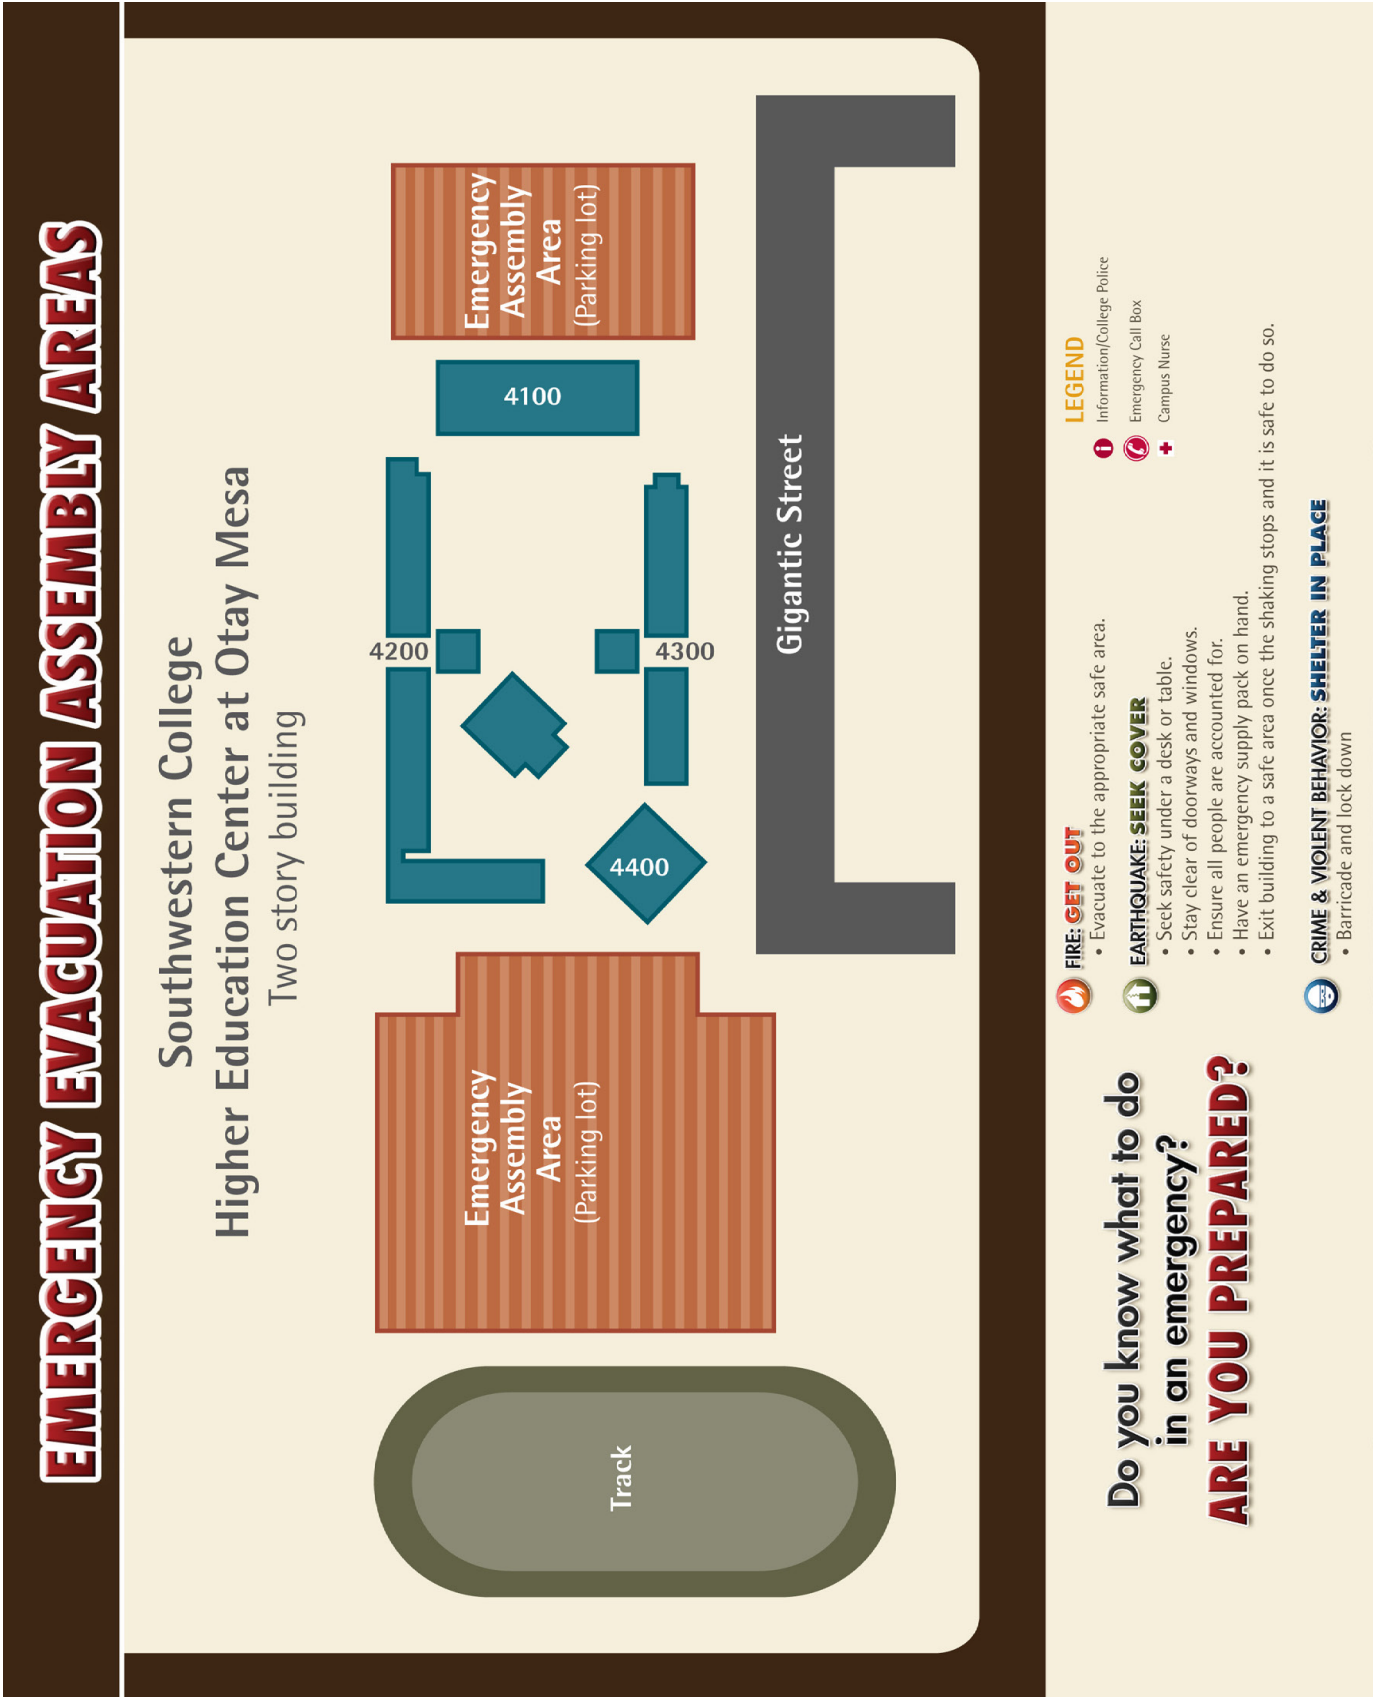 EMERGENCY EVACUATION ASSEMBLY AREAS
Southwestern College
Higher Education Center at Otay Mesa
Two story building
4200
4100
4300
4400
Emergency
Assembly
Area
(Parking lot)
Emergency
Assembly
Area
(Parking lot)
Track
Gigantic Street
Do you know what to do
in an emergency?
ARE YOU PREPARED?
FIRE: GET OUT
• Evacuate to the appropriate safe area.
EARTHQUAKE: SEEK COVER
• Seek safety under a desk or table.
• Stay clear of doorways and windows.
• Ensure all people are accounted for.
• Have an emergency supply pack on hand.
• Exit building to a safe area once the shaking stops and it is safe to do so.
CRIME & VIOLENT BEHAVIOR: SHELTER IN PLACE
• Barricade and lock down
LEGEND
i Information/College Police
Emergency Call Box
Campus Nurse